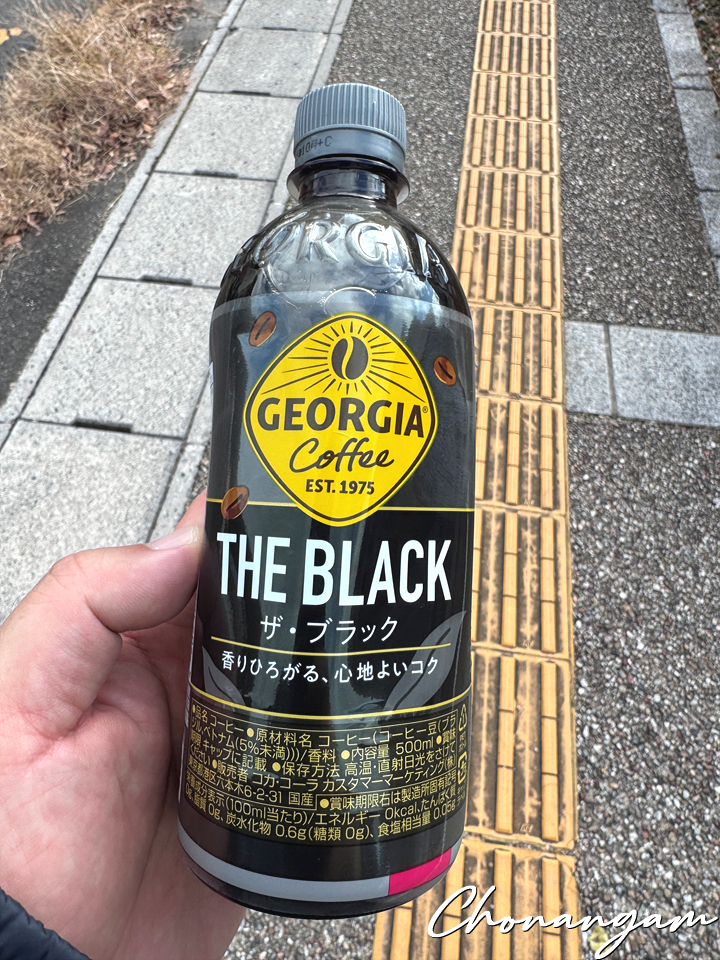 GEORGIA
GEORGIA®
Coffee
EST. 1975
THE BLACK
ザ・ブラック
香りひろがる、心地よいコク
●品名 コーヒー ●原材料名 コーヒー(コーヒー豆(ブラ
ジル、ベトナム(5%未満)))/香料 ●内容量 500ml ●賞味
期限 キャップに記載 ●保存方法 高温・直射日光をさけて
ください ●販売者 コカ・コーラ カスタマーマーケティング(株)
東京都港区六本木6-2-31 国産 ●賞味期限右は製造所固有記号
栄養成分表示(100ml当たり)/エネルギー 0kcal、たんぱく質
0g、脂質 0g、炭水化物 0.6g(糖類 0g)、食塩相当量 0.05g
Chonangam